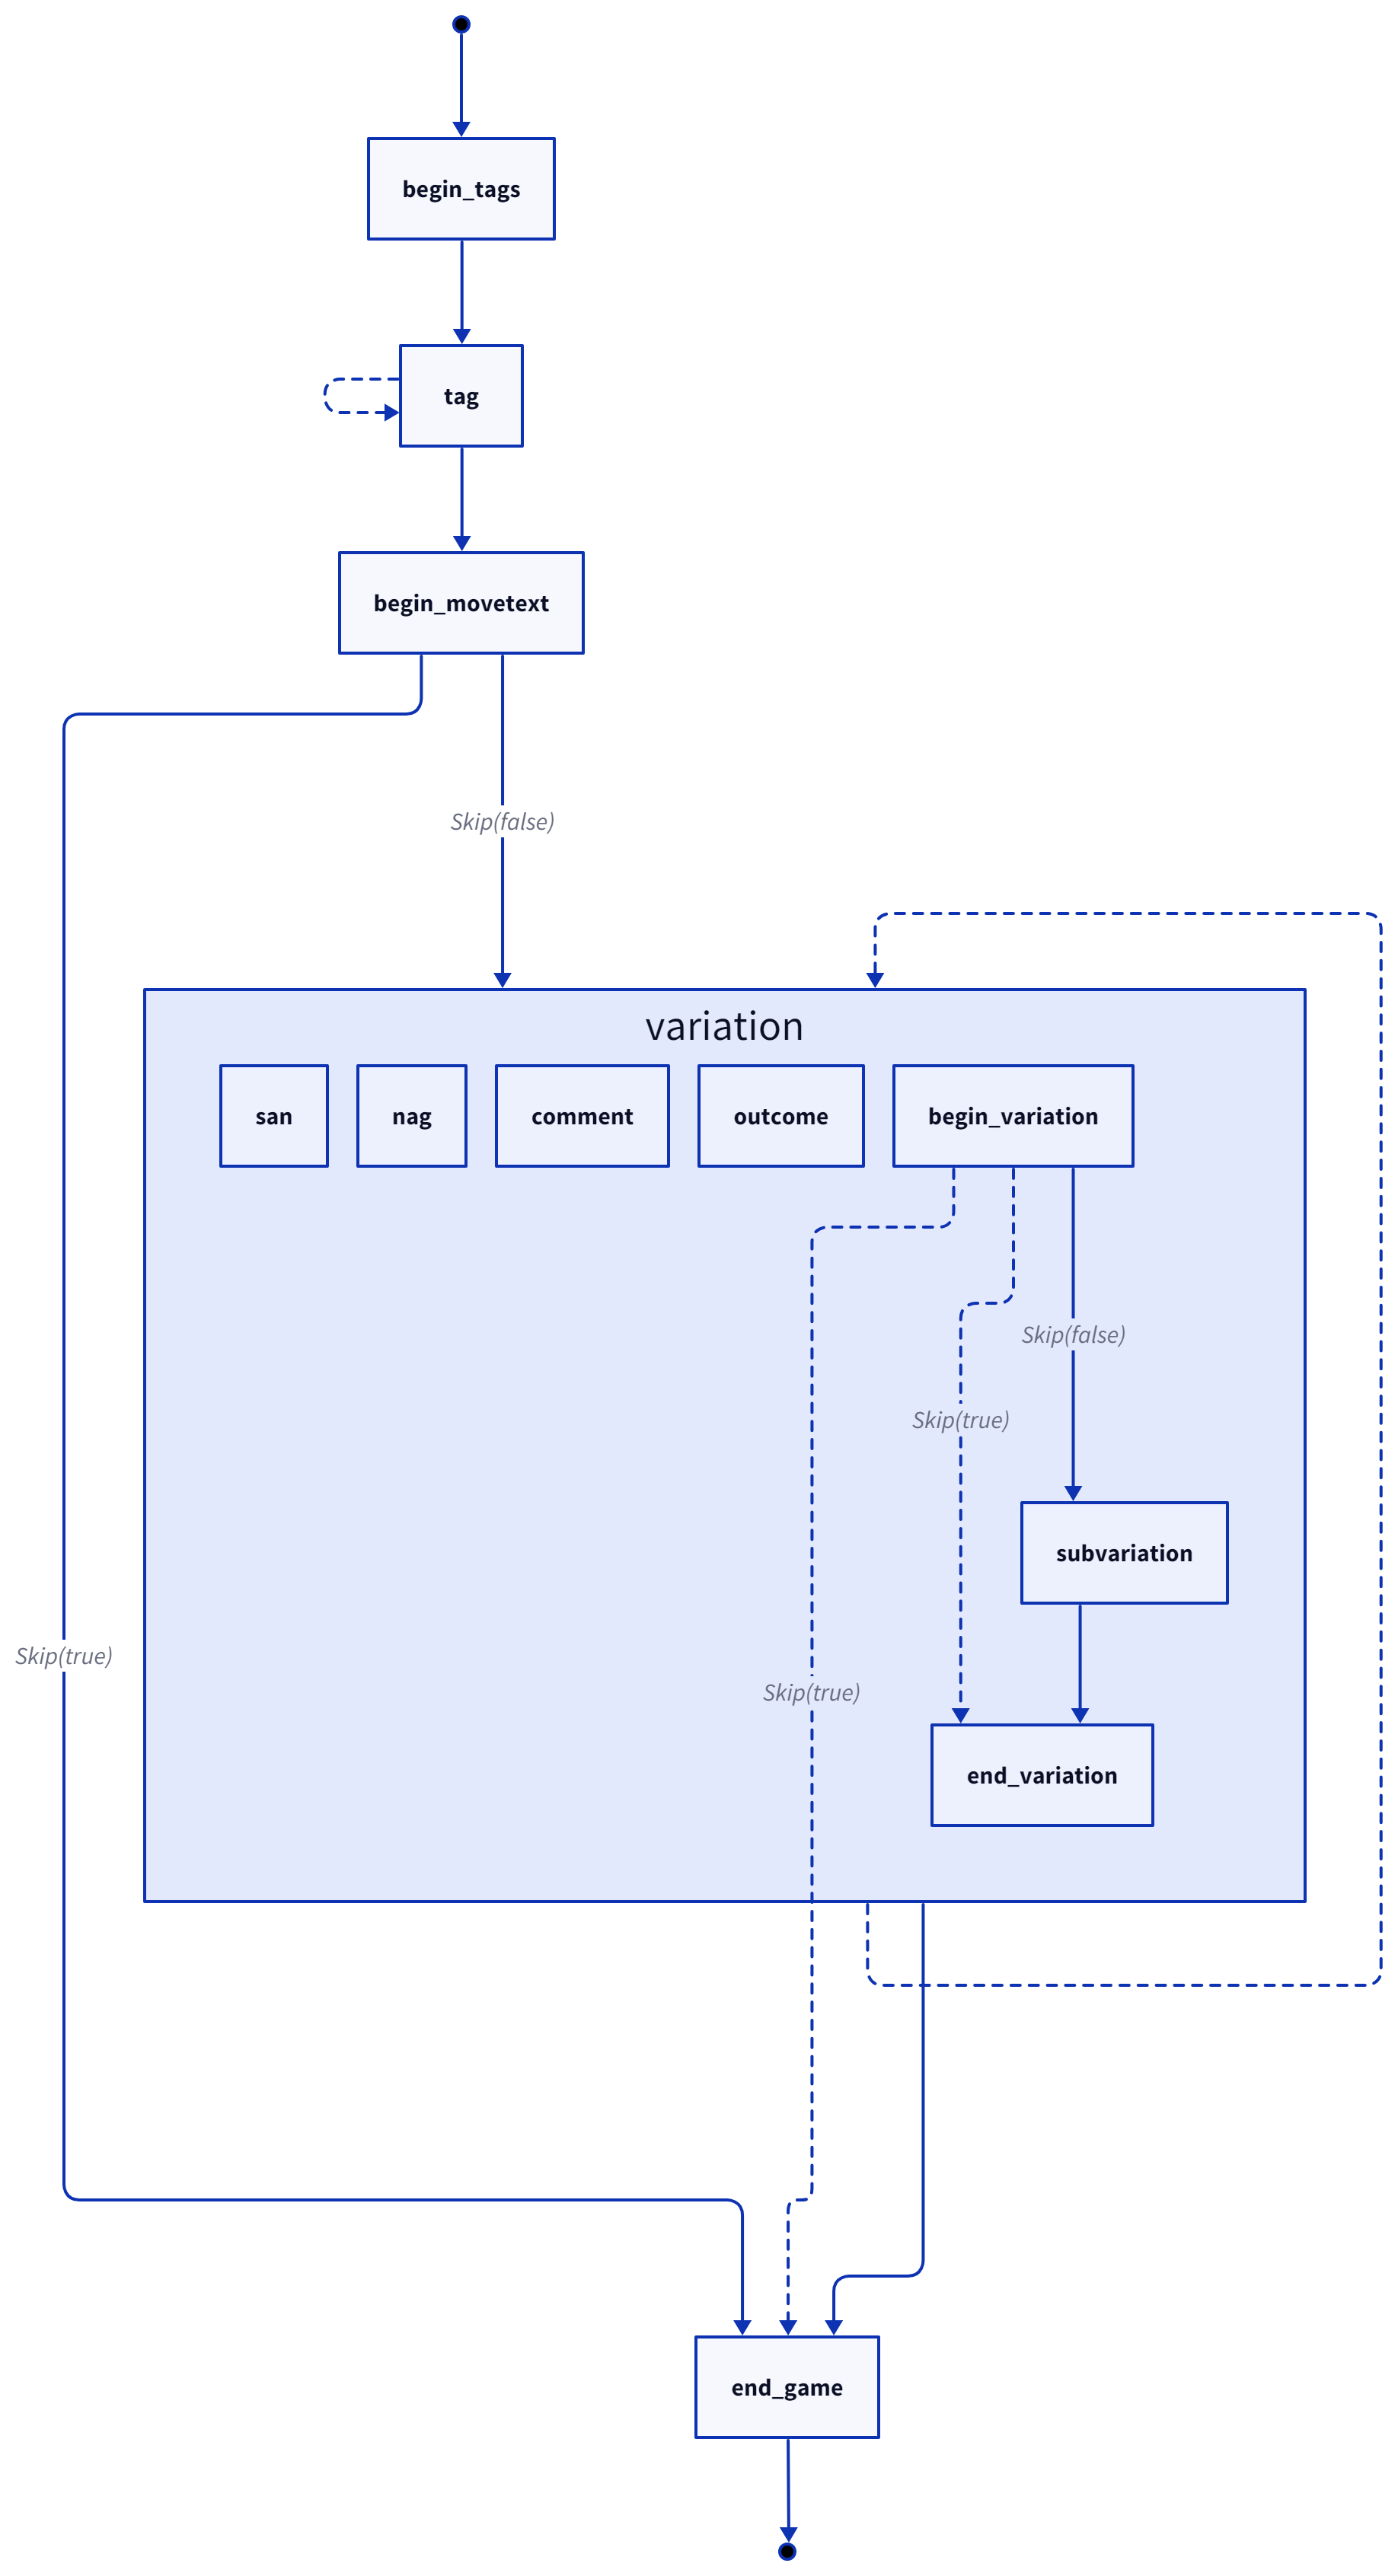 begin_tags
tag
begin_movetext
Skip(false)
variation
san
nag
comment
outcome
begin_variation
Skip(false)
Skip(true)
subvariation
Skip(true)
Skip(true)
end_variation
end_game